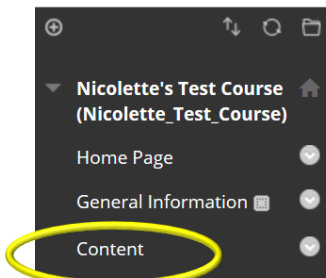 Nicolette's Test Course
(Nicolette_Test_Course)
Home Page
General Information
Content